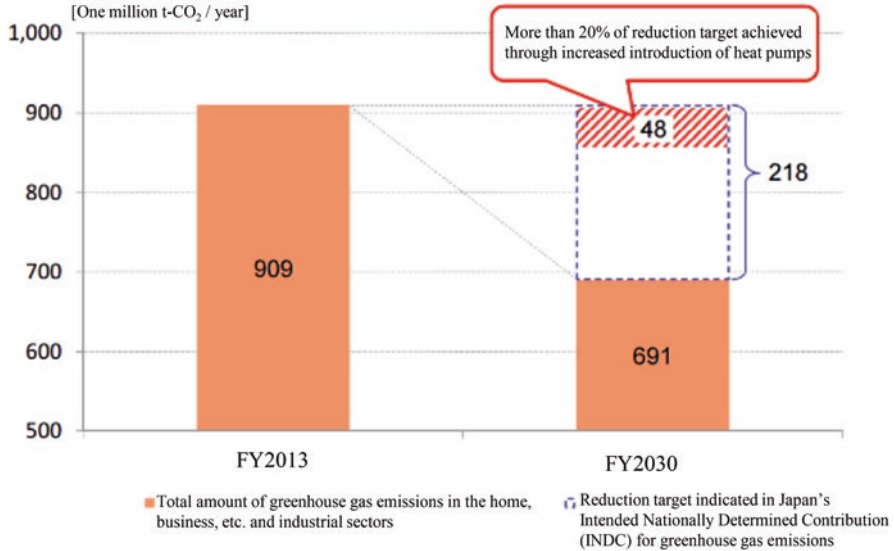 [One million t-CO₂ / year]
1,000
900
800
700
600
500
More than 20% of reduction target achieved
through increased introduction of heat pumps
48
218
909
691
FY2013
FY2030
Total amount of greenhouse gas emissions in the home,
business, etc. and industrial sectors
Reduction target indicated in Japan's
Intended Nationally Determined Contribution
(INDC) for greenhouse gas emissions